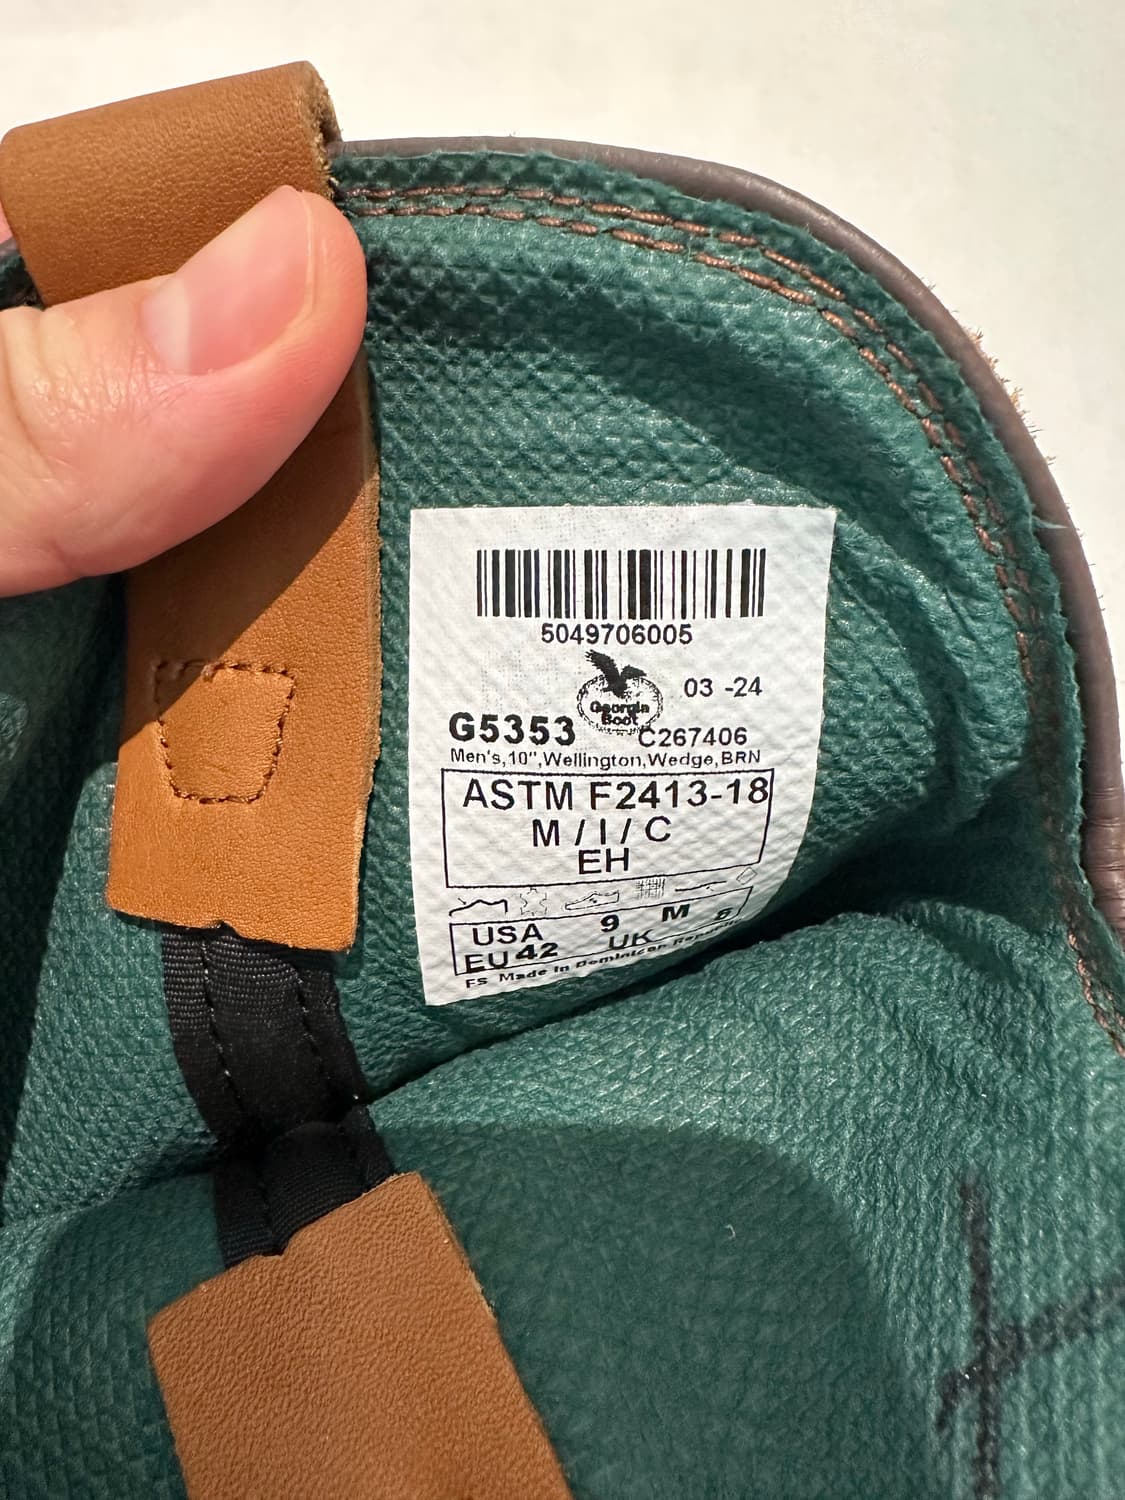 5049706005
Georgia
Boot
03 -24
G5353
C267406
Men's,10",Wellington,Wedge,BRN
ASTM F2413-18
M / I / C
EH
USA 9 M
EU 42 UK 8
FS Made in Dominican